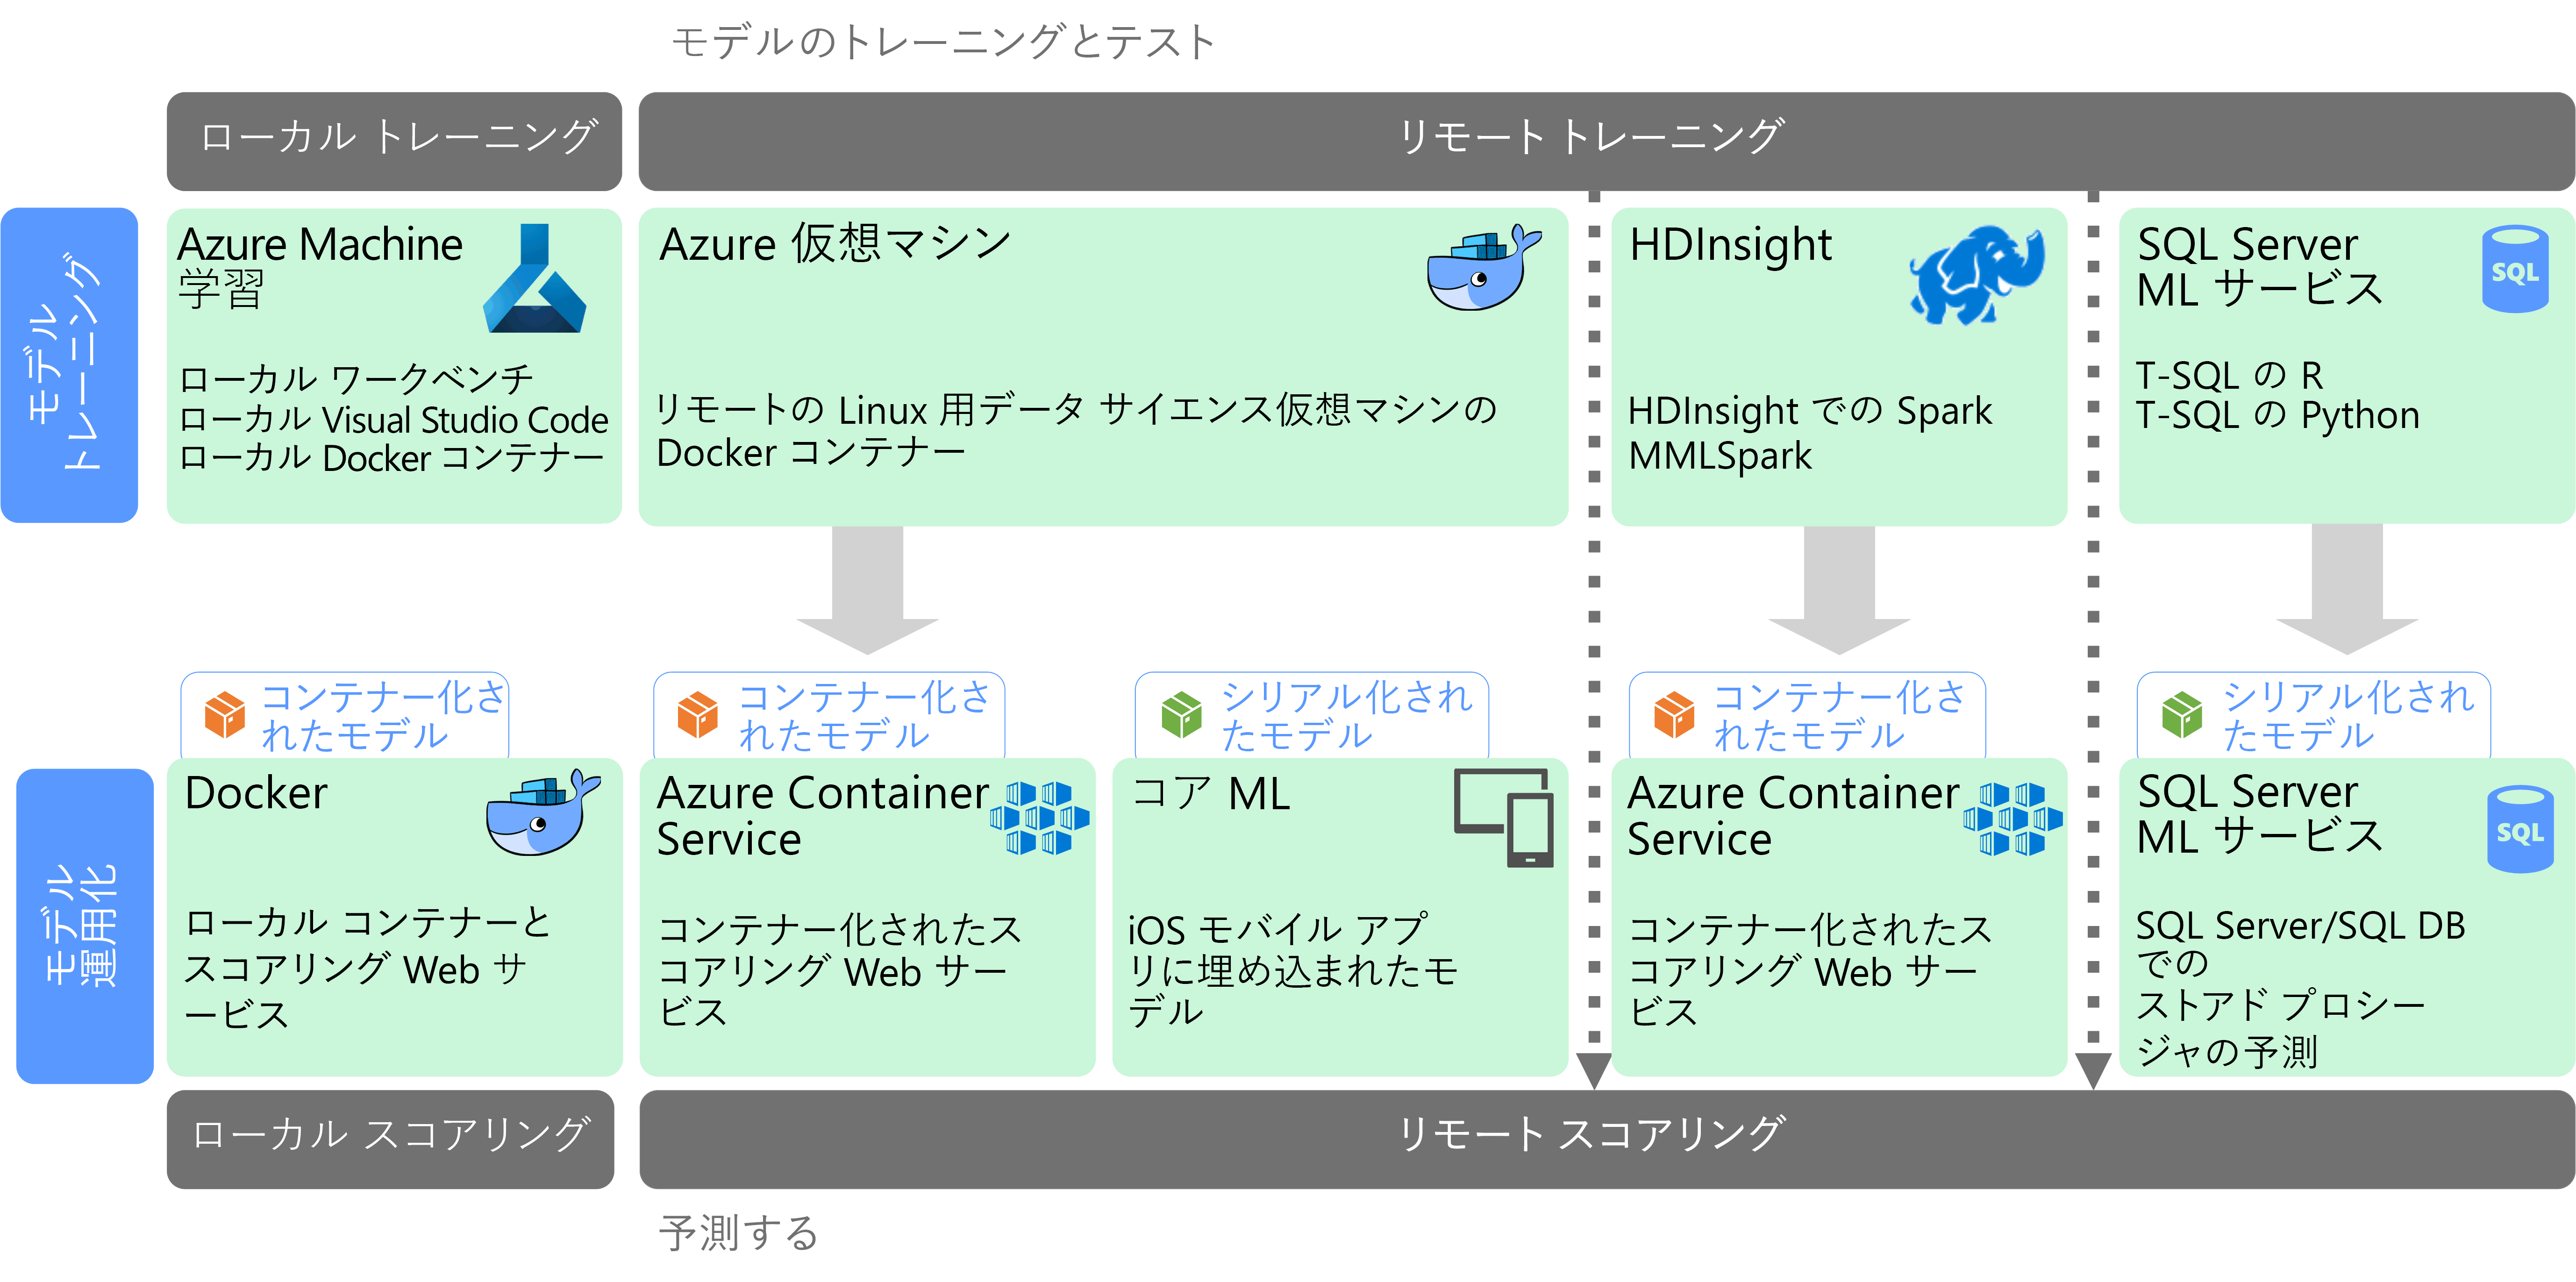 モデルのトレーニングとテスト
ローカル トレーニング
リモート トレーニング
モデル
トレーニング
Azure Machine
学習
ローカル ワークベンチ
ローカル Visual Studio Code
ローカル Docker コンテナー
Azure 仮想マシン
リモートの Linux 用データ サイエンス仮想マシンの
Docker コンテナー
HDInsight
HDInsight での Spark
MMLSpark
SQL Server
ML サービス
SQL
T-SQL の R
T-SQL の Python
コンテナー化さ
れたモデル
コンテナー化さ
れたモデル
シリアル化され
たモデル
コンテナー化さ
れたモデル
シリアル化され
たモデル
モデル
運用化
Docker
ローカル コンテナーと
スコアリング Web サ
ービス
Azure Container
Service
コンテナー化されたス
コアリング Web サー
ビス
コア ML
iOS モバイル アプ
リに埋め込まれたモ
デル
Azure Container
Service
コンテナー化されたス
コアリング Web サー
ビス
SQL Server
ML サービス
SQL
SQL Server/SQL DB
での
ストアド プロシー
ジャの予測
ローカル スコアリング
リモート スコアリング
予測する